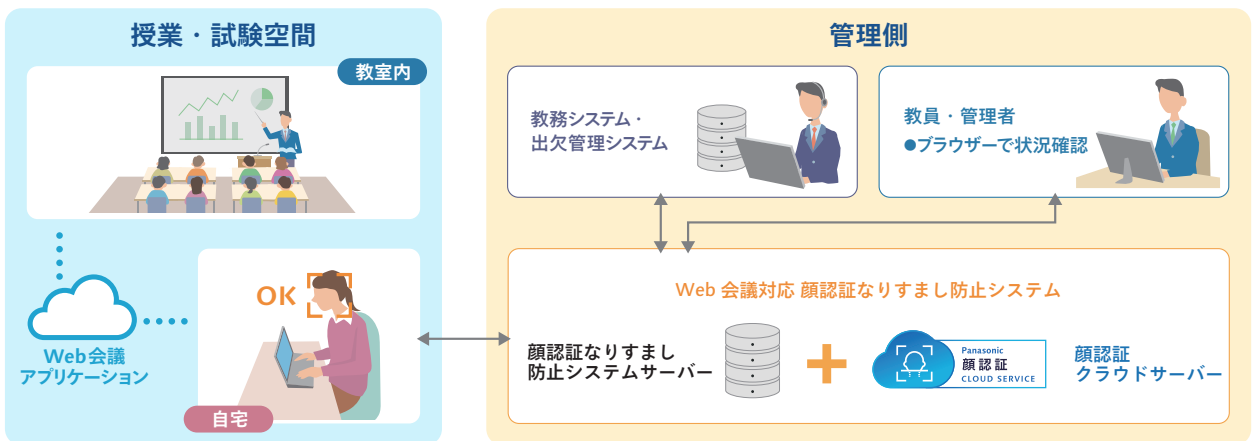 授業・試験空間
教室内
Web会議
アプリケーション
OK
自宅
管理側
教務システム・
出欠管理システム
教員・管理者
●ブラウザーで状況確認
Web 会議対応 顔認証なりすまし防止システム
顔認証なりすまし
防止システムサーバー
Panasonic
顔認証
CLOUD SERVICE
顔認証
クラウドサーバー